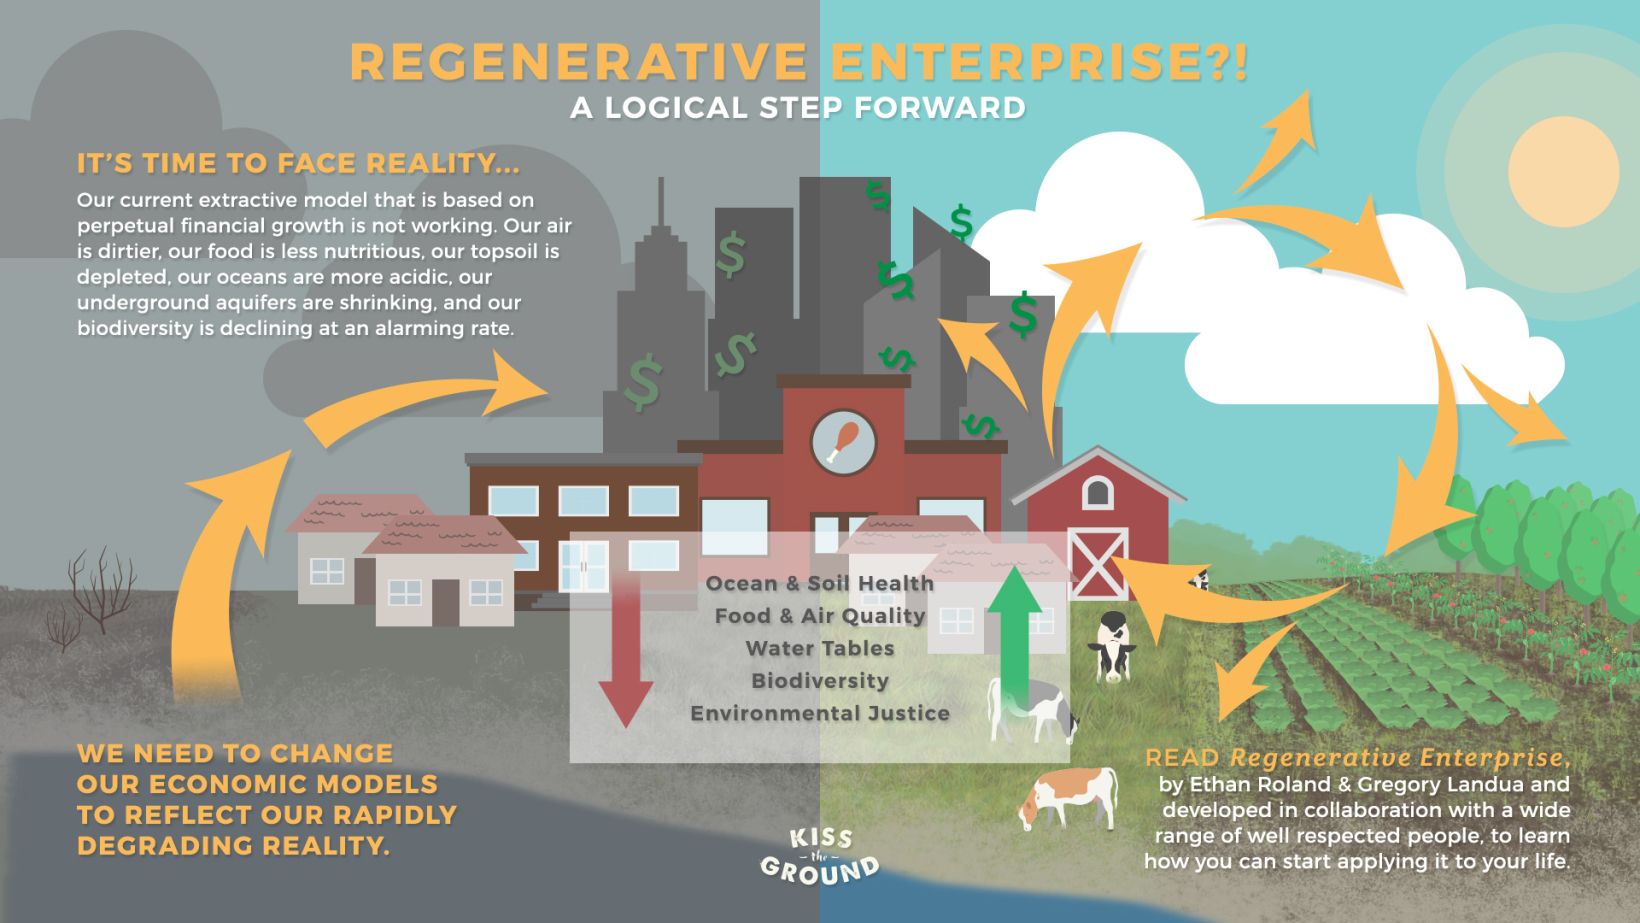 REGENERATIVE ENTERPRISE?!
A LOGICAL STEP FORWARD
IT'S TIME TO FACE REALITY...
Our current extractive model that is based on
perpetual financial growth is not working. Our air
is dirtier, our food is less nutritious, our topsoil is
depleted, our oceans are more acidic, our
underground aquifers are shrinking, and our
biodiversity is declining at an alarming rate.
$
$
$
$
$
$
$
$
$
Ocean & Soil Health
Food & Air Quality
Water Tables
Biodiversity
Environmental Justice
WE NEED TO CHANGE
OUR ECONOMIC MODELS
TO REFLECT OUR RAPIDLY
DEGRADING REALITY.
KISS
the
GROUND
READ Regenerative Enterprise,
by Ethan Roland & Gregory Landua and
developed in collaboration with a wide
range of well respected people, to learn
how you can start applying it to your life.